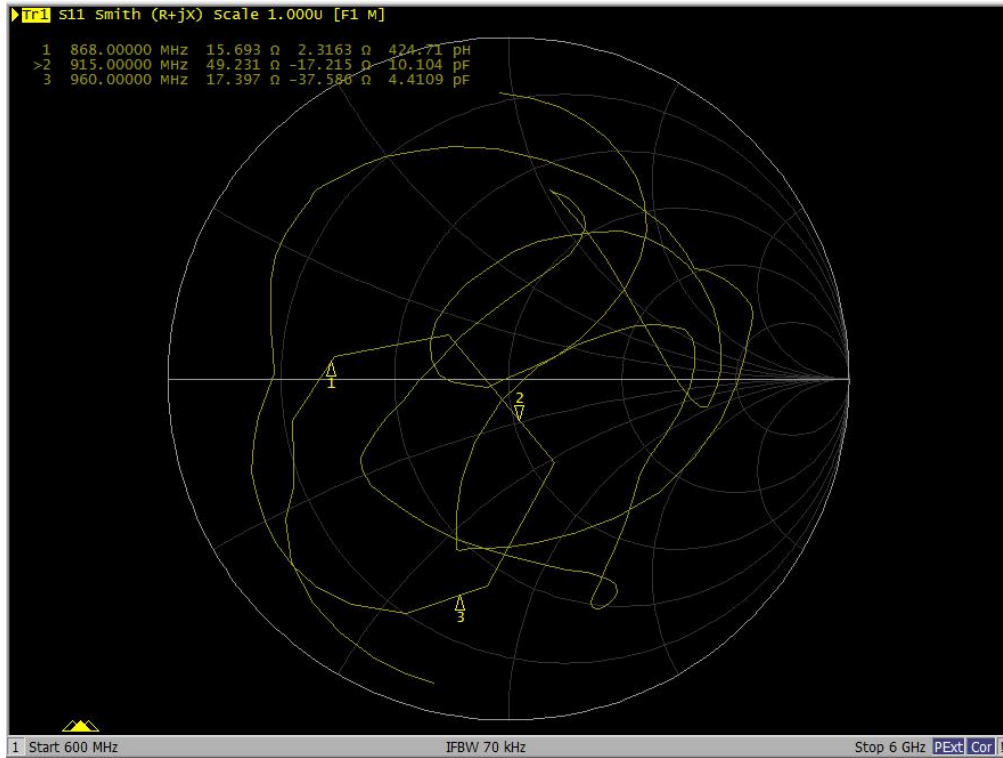 Tr1 S11 Smith (R+jX) Scale 1.000U [F1 M]
1 868.00000 MHz 15.693 Ω 2.3163 Ω 424.71 pH
>2 915.00000 MHz 49.231 Ω -17.215 Ω 10.104 pF
3 960.00000 MHz 17.397 Ω -37.586 Ω 4.4109 pF
2
1
3
1 Start 600 MHz IFBW 70 kHz Stop 6 GHz PExt Cor